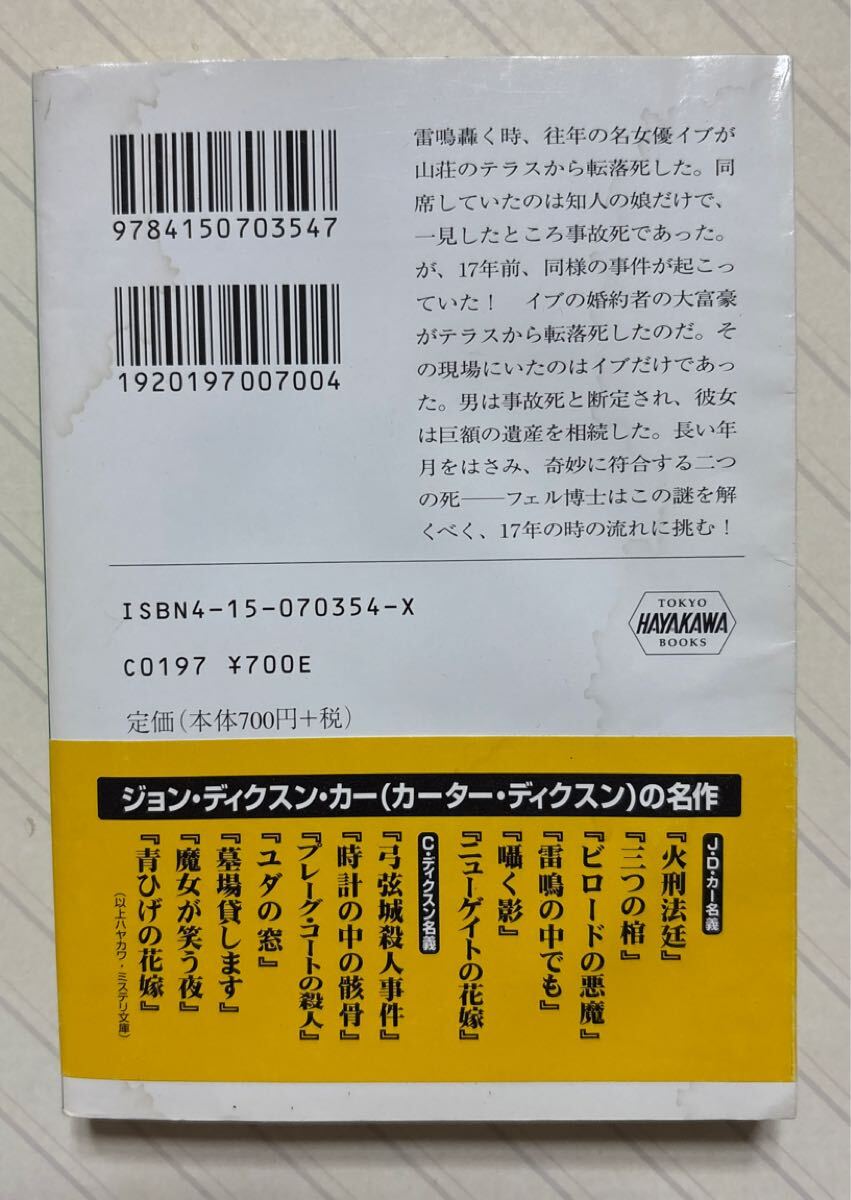 9784150703547
1920197007004
雷鳴轟く時、往年の名女優イブが
山荘のテラスから転落死した。同
席していたのは知人の娘だけで、
一見したところ事故死であった。
が、17年前、同様の事件が起こっ
ていた！　イブの婚約者の大富豪
がテラスから転落死したのだ。そ
の現場にいたのはイブだけであっ
た。男は事故死と断定され、彼女
は巨額の遺産を相続した。長い年
月をはさみ、奇妙に符合する二つ
の死――フェル博士はこの謎を解
くべく、17年の時の流れに挑む！
ISBN4-15-070354-X
C0197 ¥700E
定価(本体700円+税)
TOKYO
HAYAKAWA
BOOKS
ジョン・ディクスン・カー(カーター・ディクスン)の名作
J・D・カー名義
『火刑法廷』
『三つの棺』
『ビロードの悪魔』
『雷鳴の中でも』
『囁く影』
『ニューゲイトの花嫁』
C・ディクスン名義
『弓弦城殺人事件』
『時計の中の骸骨』
『プレーグ・コートの殺人』
『ユダの窓』
『墓場貸します』
『魔女が笑う夜』
『青ひげの花嫁』
(以上ハヤカワ・ミステリ文庫)